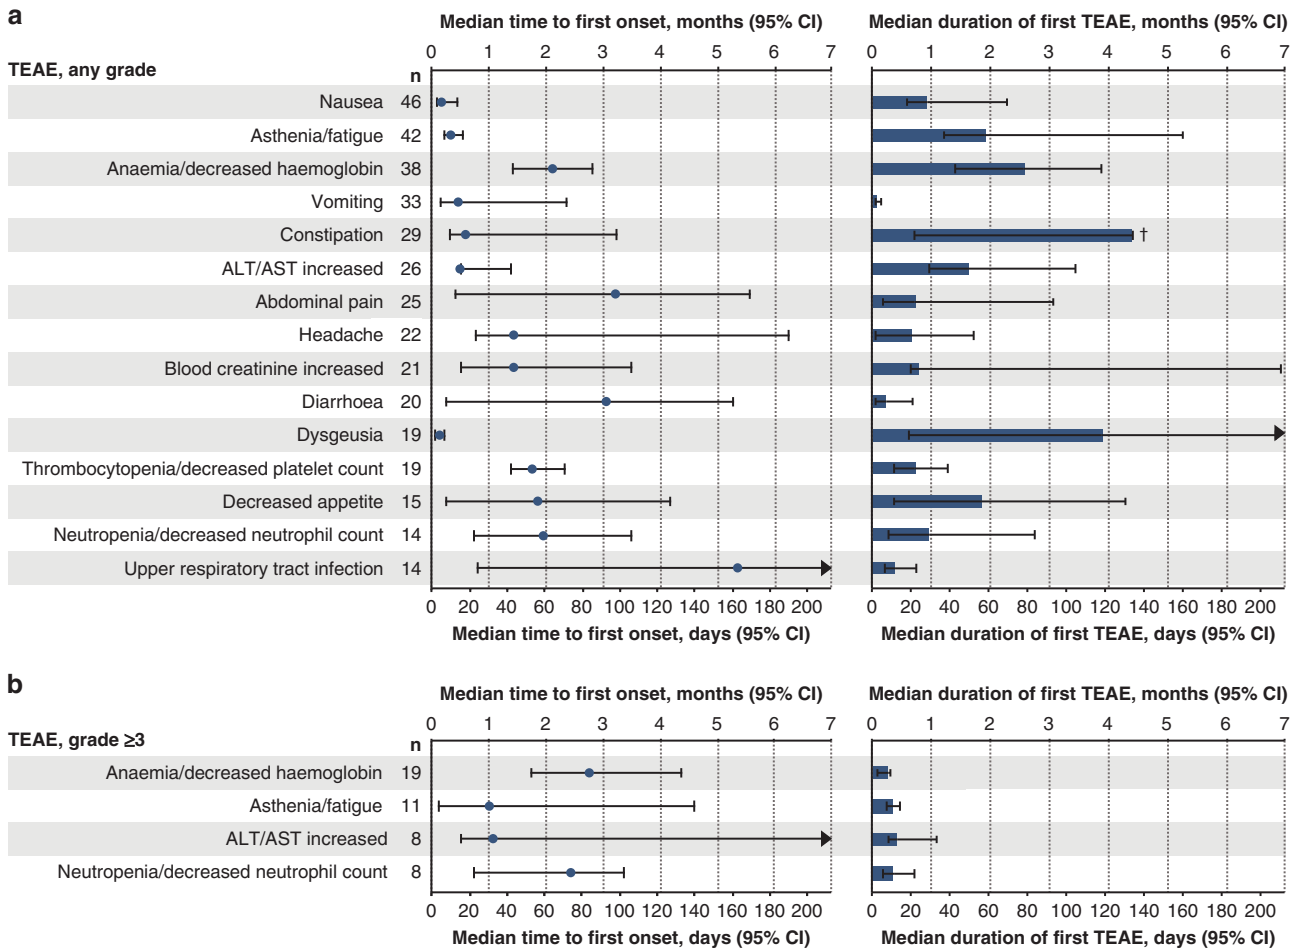 a
Median time to first onset, months (95% CI)
Median duration of first TEAE, months (95% CI)
0 1 2 3 4 5 6 7
0 1 2 3 4 5 6 7
TEAE, any grade n
Nausea 46
Asthenia/fatigue 42
Anaemia/decreased haemoglobin 38
Vomiting 33
Constipation 29 †
ALT/AST increased 26
Abdominal pain 25
Headache 22
Blood creatinine increased 21
Diarrhoea 20
Dysgeusia 19
Thrombocytopenia/decreased platelet count 19
Decreased appetite 15
Neutropenia/decreased neutrophil count 14
Upper respiratory tract infection 14
0 20 40 60 80 100 120 140 160 180 200
0 20 40 60 80 100 120 140 160 180 200
Median time to first onset, days (95% CI)
Median duration of first TEAE, days (95% CI)
b
Median time to first onset, months (95% CI)
Median duration of first TEAE, months (95% CI)
0 1 2 3 4 5 6 7
0 1 2 3 4 5 6 7
TEAE, grade ≥3 n
Anaemia/decreased haemoglobin 19
Asthenia/fatigue 11
ALT/AST increased 8
Neutropenia/decreased neutrophil count 8
0 20 40 60 80 100 120 140 160 180 200
0 20 40 60 80 100 120 140 160 180 200
Median time to first onset, days (95% CI)
Median duration of first TEAE, days (95% CI)